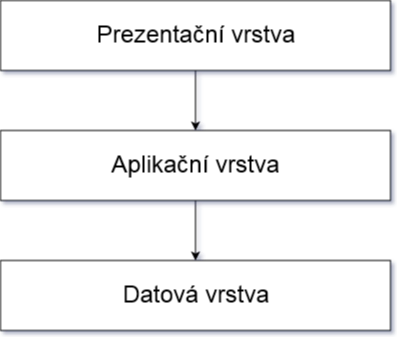 Prezentační vrstva
Aplikační vrstva
Datová vrstva